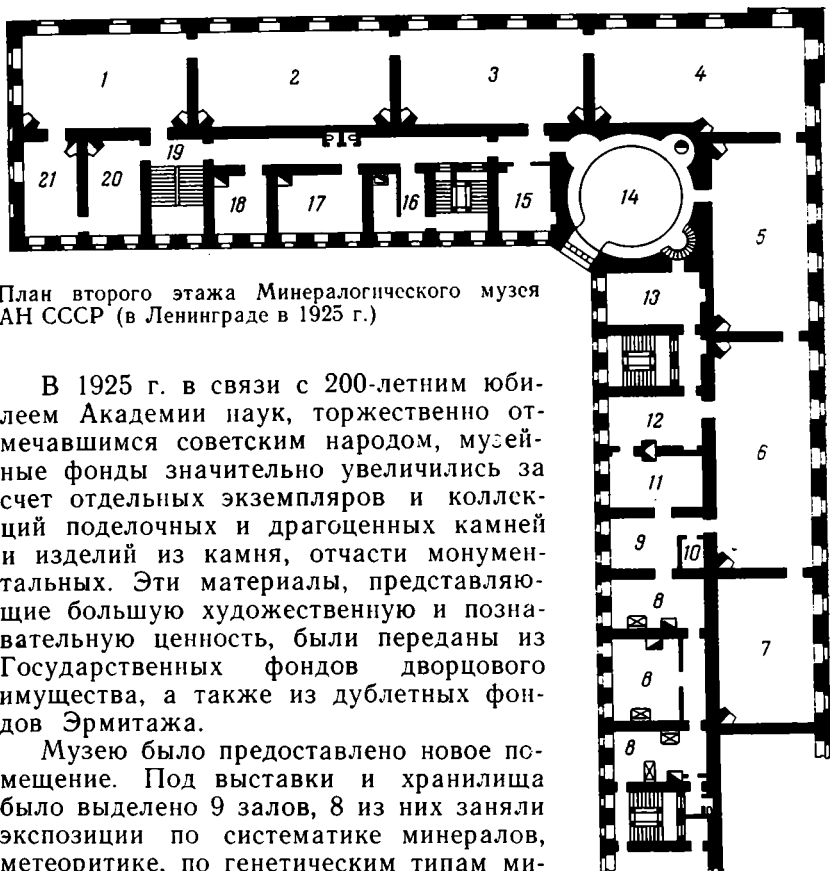 1 2 3 4
19
21 20 18 17 16 15 14
5
13
12
11
6
9 10
8
8
7
8
План второго этажа Минералогического музея
АН СССР (в Ленинграде в 1925 г.)
В 1925 г. в связи с 200-летним юби-
леем Академии наук, торжественно от-
мечавшимся советским народом, музей-
ные фонды значительно увеличились за
счет отдельных экземпляров и коллек-
ций поделочных и драгоценных камней
и изделий из камня, отчасти монумен-
тальных. Эти материалы, представляю-
щие большую художественную и позна-
вательную ценность, были переданы из
Государственных фондов дворцового
имущества, а также из дублетных фон-
дов Эрмитажа.
Музею было предоставлено новое по-
мещение. Под выставки и хранилища
было выделено 9 залов, 8 из них заняли
экспозиции по систематике минералов,
метеоритике, по генетическим типам ми-